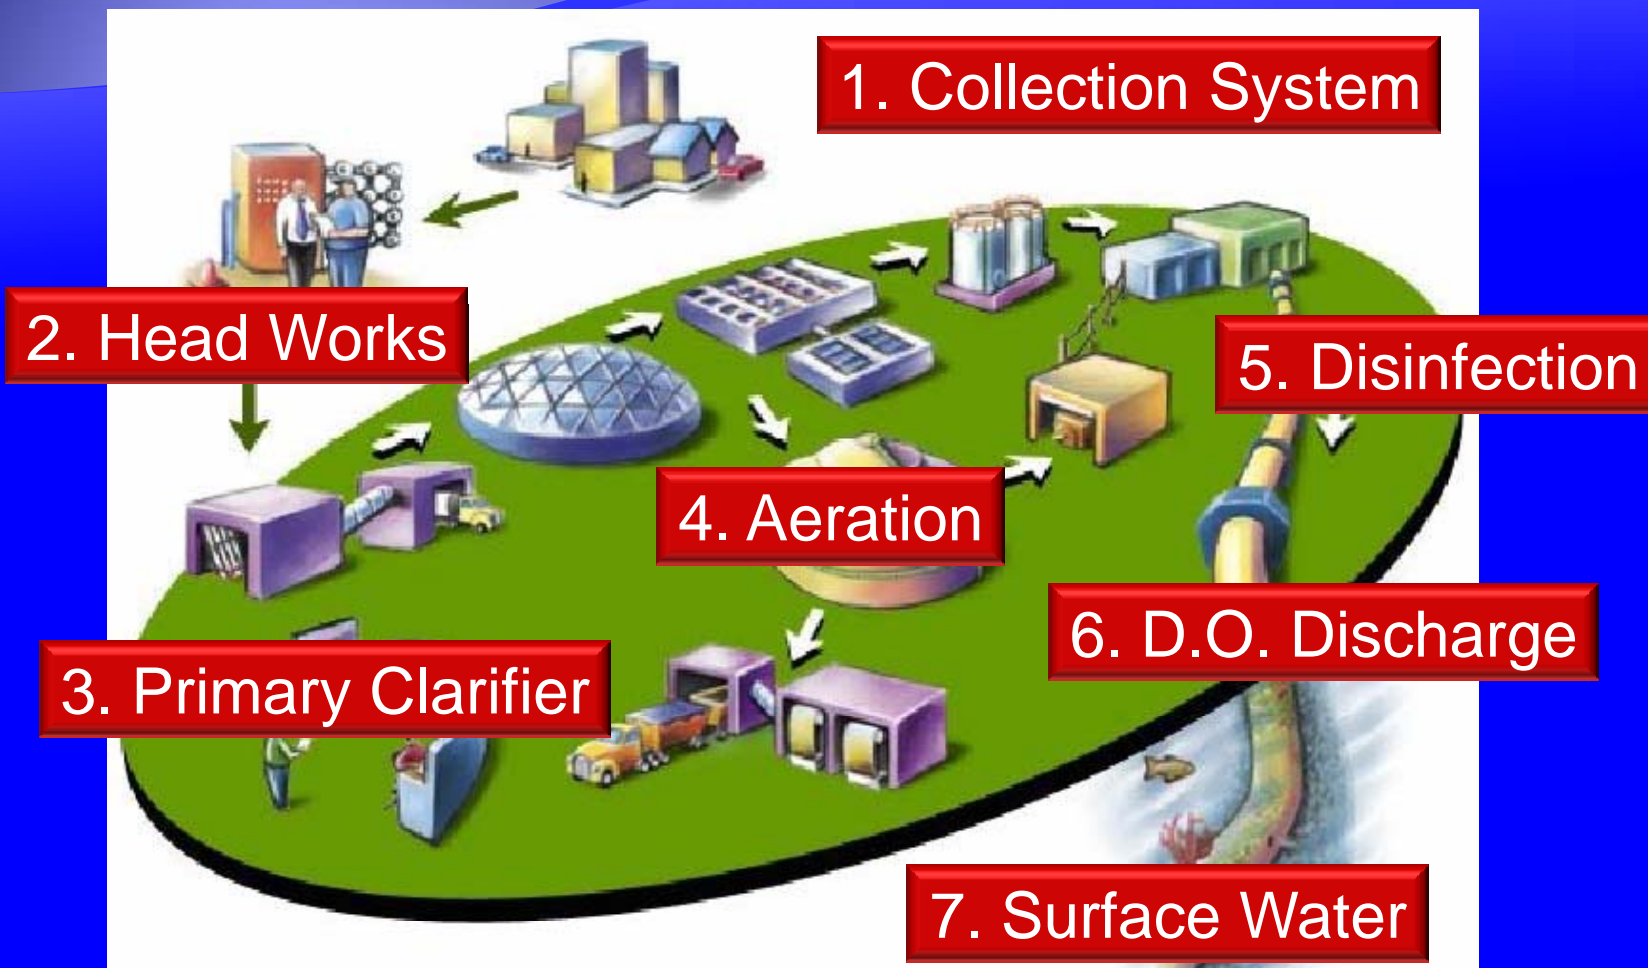 1. Collection System
2. Head Works
3. Primary Clarifier
4. Aeration
5. Disinfection
6. D.O. Discharge
7. Surface Water